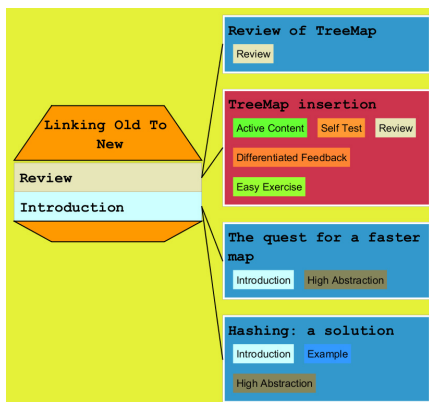 Linking Old To
New
Review
Introduction
Review of TreeMap
Review
TreeMap insertion
Active Content Self Test Review
Differentiated Feedback
Easy Exercise
The quest for a faster
map
Introduction High Abstraction
Hashing: a solution
Introduction Example
High Abstraction